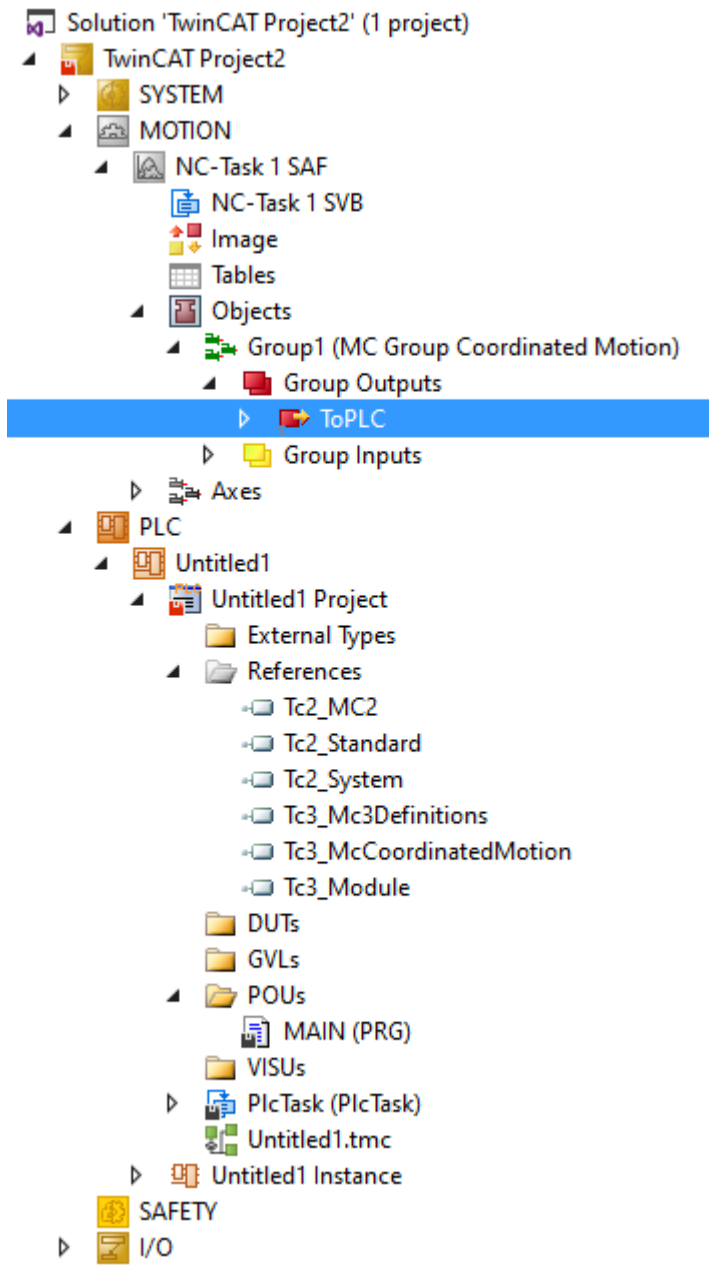 Solution 'TwinCAT Project2' (1 project)
TwinCAT Project2
SYSTEM
MOTION
NC-Task 1 SAF
NC-Task 1 SVB
Image
Tables
Objects
Group1 (MC Group Coordinated Motion)
Group Outputs
ToPLC
Group Inputs
Axes
PLC
Untitled1
Untitled1 Project
External Types
References
Tc2_MC2
Tc2_Standard
Tc2_System
Tc3_Mc3Definitions
Tc3_McCoordinatedMotion
Tc3_Module
DUTs
GVLs
POUs
MAIN (PRG)
VISUs
PlcTask (PlcTask)
Untitled1.tmc
Untitled1 Instance
SAFETY
I/O